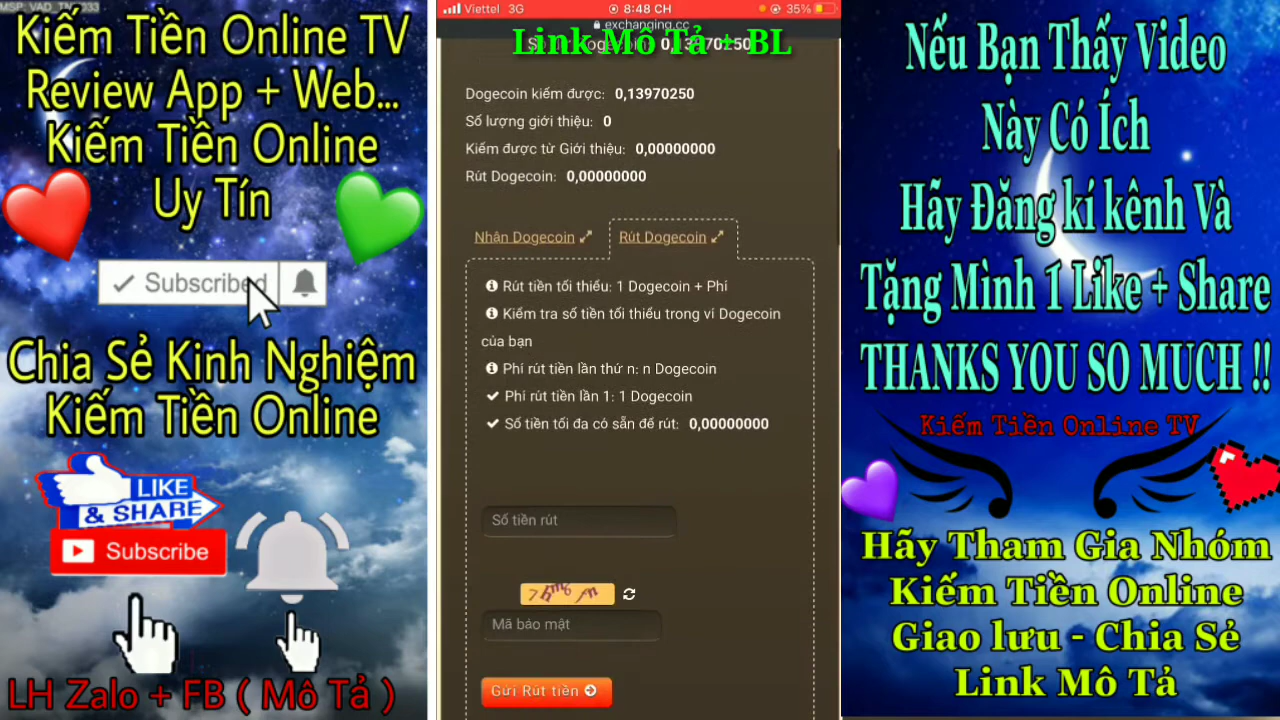 Kiếm Tiền Online TV
Review App + Web...
Kiếm Tiền Online
Uy Tín
Subscribed
Chia Sẻ Kinh Nghiệm
Kiếm Tiền Online
LIKE
& SHARE
Subscribe
LH Zalo + FB ( Mô Tả )
Viettel 3G
8:48 CH
35%
exchanging.cc
Link Mô Tả + BL
0,13970250
Dogecoin kiếm được: 0,13970250
Số lượng giới thiệu: 0
Kiếm được từ Giới thiệu: 0,00000000
Rút Dogecoin: 0,00000000
Nhận Dogecoin
Rút Dogecoin
Rút tiền tối thiểu: 1 Dogecoin + Phí
Kiểm tra số tiền tối thiểu trong ví Dogecoin
của bạn
Phí rút tiền lần thứ n: n Dogecoin
Phí rút tiền lần 1: 1 Dogecoin
Số tiền tối đa có sẵn để rút: 0,00000000
Số tiền rút
Mã bảo mật
Gửi Rút tiền
Nếu Bạn Thấy Video
Này Có Ích
Hãy Đăng kí kênh Và
Tặng Mình 1 Like + Share
THANKS YOU SO MUCH !!
Kiếm Tiền Online TV
Hãy Tham Gia Nhóm
Kiếm Tiền Online
Giao lưu - Chia Sẻ
Link Mô Tả